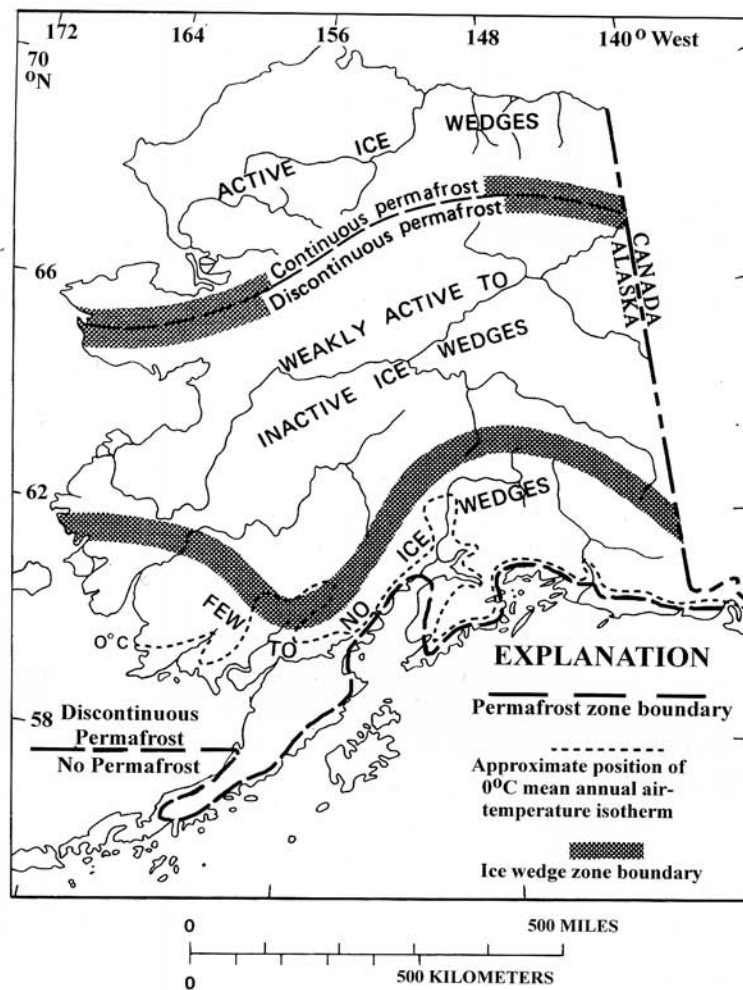 172 164 156 148 140 o West
70
oN
ACTIVE ICE WEDGES
Continuous permafrost
Discontinuous permafrost
66
CANADA
ALASKA
WEAKLY ACTIVE TO
INACTIVE ICE WEDGES
62
FEW TO NO ICE WEDGES
0°C
58
Discontinuous
Permafrost
No Permafrost
EXPLANATION
Permafrost zone boundary
Approximate position of
0oC mean annual air-
temperature isotherm
Ice wedge zone boundary
0 500 MILES
0 500 KILOMETERS